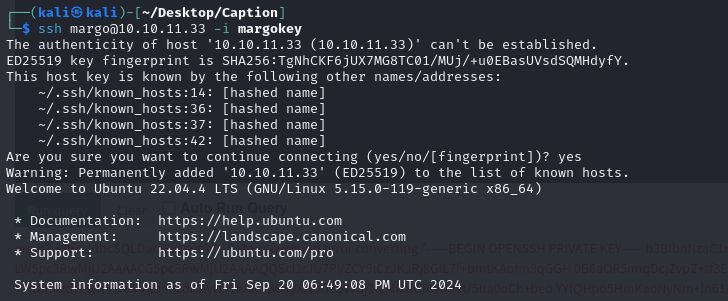 ┌──(kali㉿kali)-[~/Desktop/Caption]
└─$ ssh margo@10.10.11.33 -i margokey
The authenticity of host '10.10.11.33 (10.10.11.33)' can't be established.
ED25519 key fingerprint is SHA256:TgNhCKF6jUX7MG8TC01/MUj/+u0EBasUVsdSQMHdyfY.
This host key is known by the following other names/addresses:
    ~/.ssh/known_hosts:14: [hashed name]
    ~/.ssh/known_hosts:36: [hashed name]
    ~/.ssh/known_hosts:37: [hashed name]
    ~/.ssh/known_hosts:42: [hashed name]
Are you sure you want to continue connecting (yes/no/[fingerprint])? yes
Warning: Permanently added '10.10.11.33' (ED25519) to the list of known hosts.
Welcome to Ubuntu 22.04.4 LTS (GNU/Linux 5.15.0-119-generic x86_64)
Auto Run Query
 * Documentation:  https://help.ubuntu.com
 * Management:     https://landscape.canonical.com
 * Support:        https://ubuntu.com/pro
 System information as of Fri Sep 20 06:49:08 PM UTC 2024